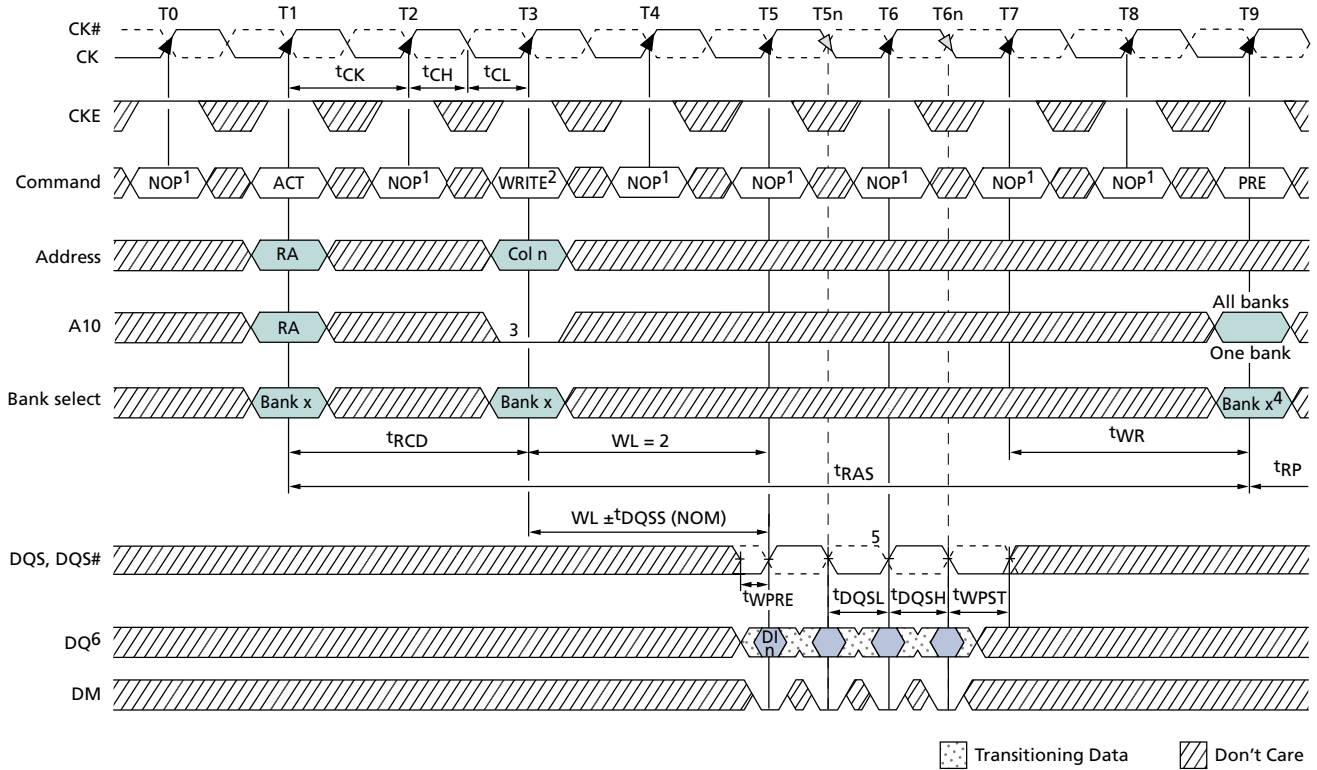 T0 T1 T2 T3 T4 T5 T5n T6 T6n T7 T8 T9
CK#
CK
tCK tCH tCL
CKE
Command NOP1 ACT NOP1 WRITE2 NOP1 NOP1 NOP1 NOP1 NOP1 PRE
Address RA Col n
All banks
A10 RA 3
One bank
Bank select Bank x Bank x Bank x4
tRCD WL = 2 tWR
tRAS tRP
WL ±tDQSS (NOM)
5
DQS, DQS#
tWPRE tDQSL tDQSH tWPST
DQ6 DI
n
DM
Transitioning Data Don't Care